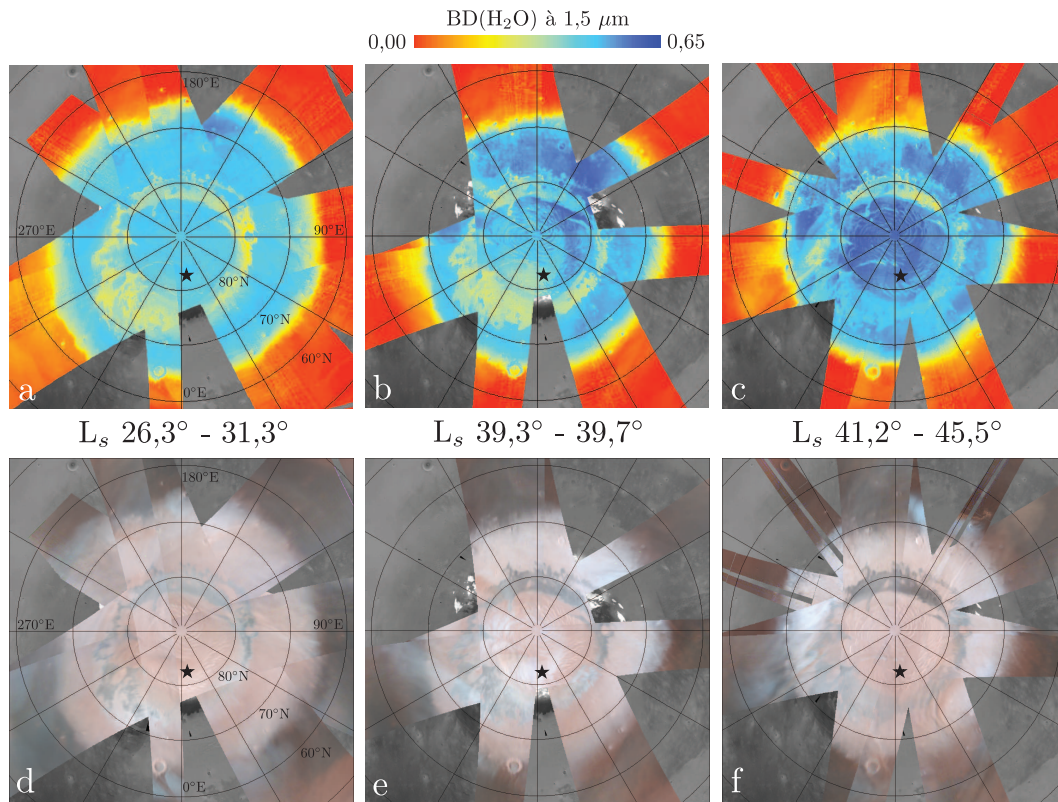 BD(H₂O) à 1,5 μm
0,00 0,65
180°E
270°E
90°E
80°N
70°N
60°N
0°E
a
b
c
Lₛ 26,3° - 31,3°
Lₛ 39,3° - 39,7°
Lₛ 41,2° - 45,5°
180°E
270°E
90°E
80°N
70°N
60°N
0°E
d
e
f